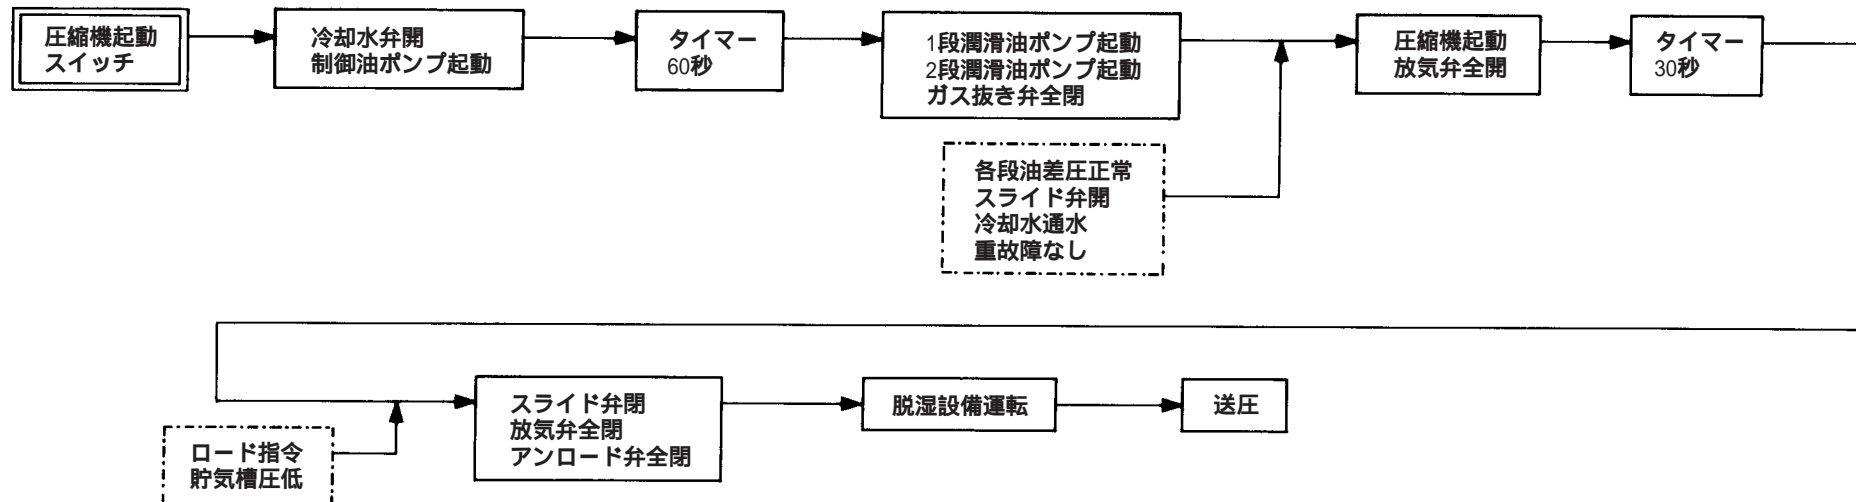 圧縮機起動
スイッチ
冷却水弁開
制御油ポンプ起動
タイマー
60秒
1段潤滑油ポンプ起動
2段潤滑油ポンプ起動
ガス抜き弁全閉
圧縮機起動
放気弁全開
タイマー
30秒
各段油差圧正常
スライド弁開
冷却水通水
重故障なし
スライド弁閉
放気弁全閉
アンロード弁全閉
脱湿設備運転
送圧
ロード指令
貯気槽圧低